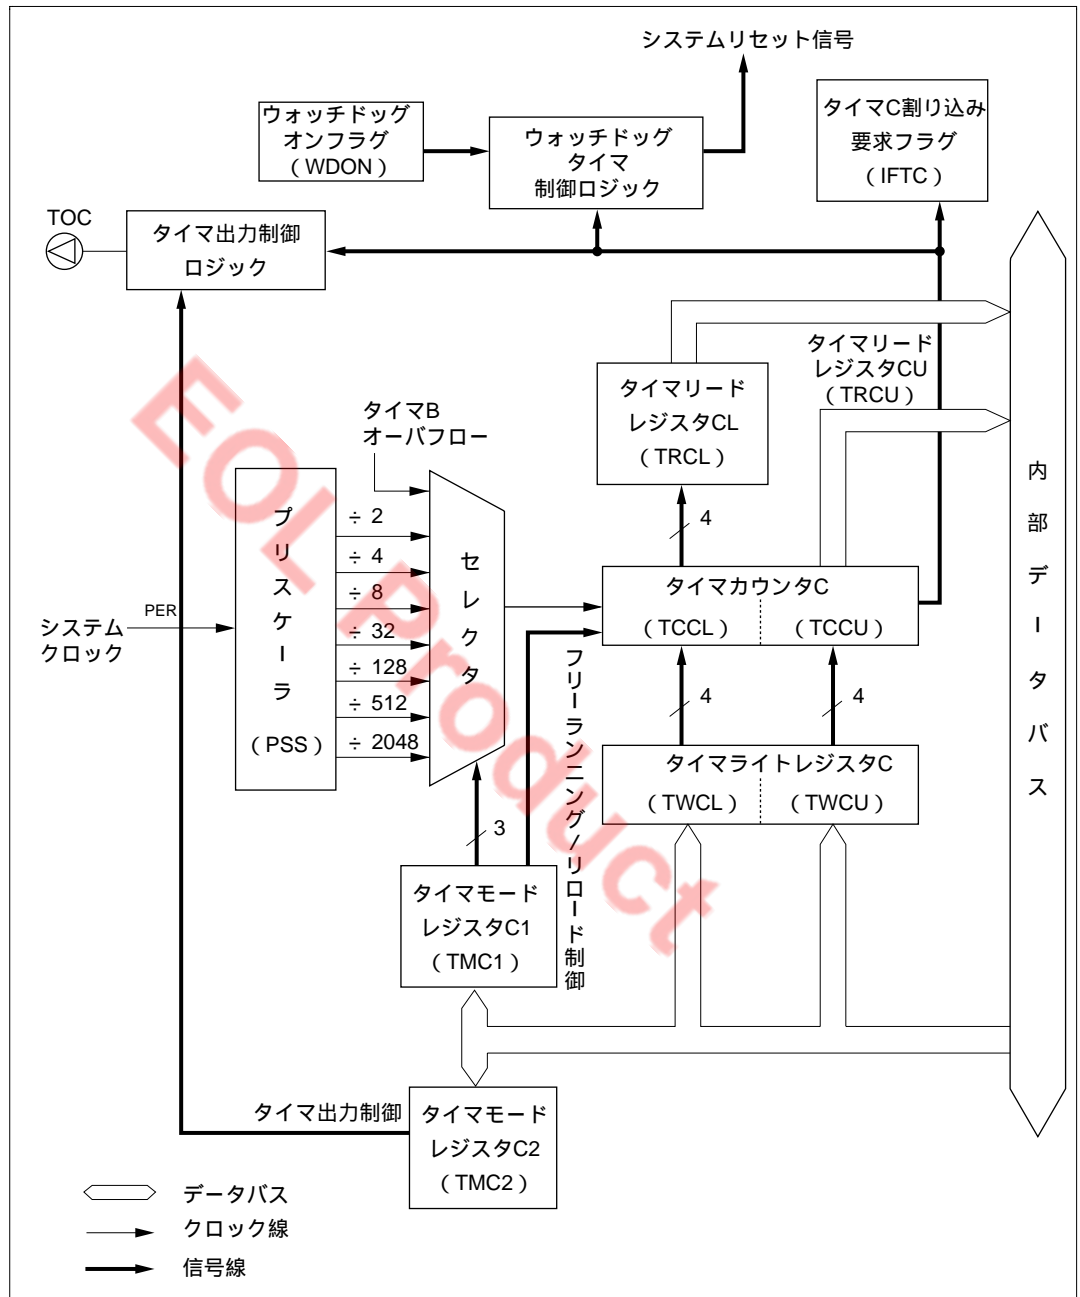 システムリセット信号
ウォッチドッグ
オンフラグ
(WDON)
ウォッチドッグ
タイマ
制御ロジック
タイマC割り込み
要求フラグ
(IFTC)
TOC
タイマ出力制御
ロジック
タイマリード
レジスタCL
(TRCL)
タイマリード
レジスタCU
(TRCU)
タイマB
オーバフロー
プリスケーラ
(PSS)
÷ 2
÷ 4
÷ 8
÷ 32
÷ 128
÷ 512
÷ 2048
セレクタ
システム
クロック
PER
4
タイマカウンタC
(TCCL)
(TCCU)
4
4
タイマライトレジスタC
(TWCL)
(TWCU)
フリーランニング/リロード制御
3
タイマモード
レジスタC1
(TMC1)
内部データバス
タイマ出力制御
タイマモード
レジスタC2
(TMC2)
データバス
クロック線
信号線
EOL Product